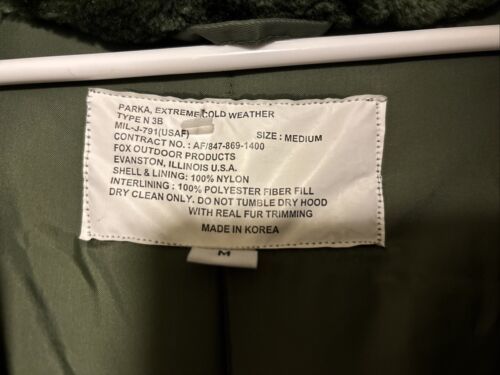 PARKA, EXTREME COLD WEATHER
TYPE N 3B
MIL-J-791(USAF) SIZE : MEDIUM
CONTRACT NO. : AF/847-869-1400
FOX OUTDOOR PRODUCTS
EVANSTON, ILLINOIS U.S.A.
SHELL & LINING: 100% NYLON
INTERLINING : 100% POLYESTER FIBER FILL
DRY CLEAN ONLY. DO NOT TUMBLE DRY HOOD
WITH REAL FUR TRIMMING
MADE IN KOREA
M